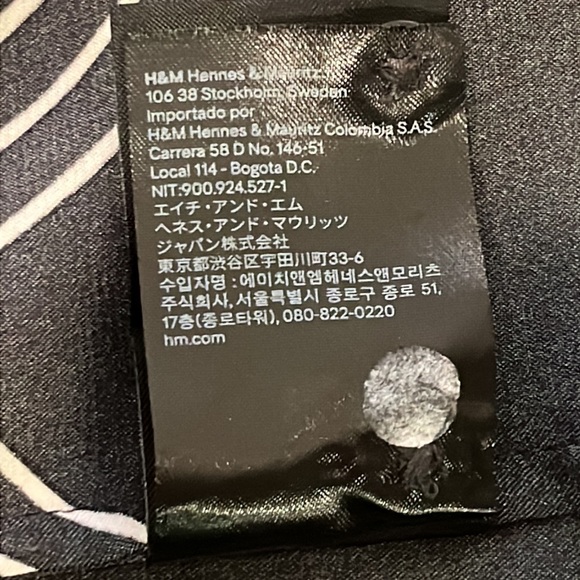 H&M Hennes & Mauritz
106 38 Stockholm, Sweden
Importado por
H&M Hennes & Mauritz Colombia S.A.S.
Carrera 58 D No. 146-51
Local 114 - Bogota D.C.
NIT:900.924.527-1
エイチ・アンド・エム
ヘネス・アンド・マウリッツ
ジャパン株式会社
東京都渋谷区宇田川町33-6
수입자명 : 에이치앤엠헤네스앤모리츠
주식회사, 서울특별시 종로구 종로 51,
17층(종로타워), 080-822-0220
hm.com